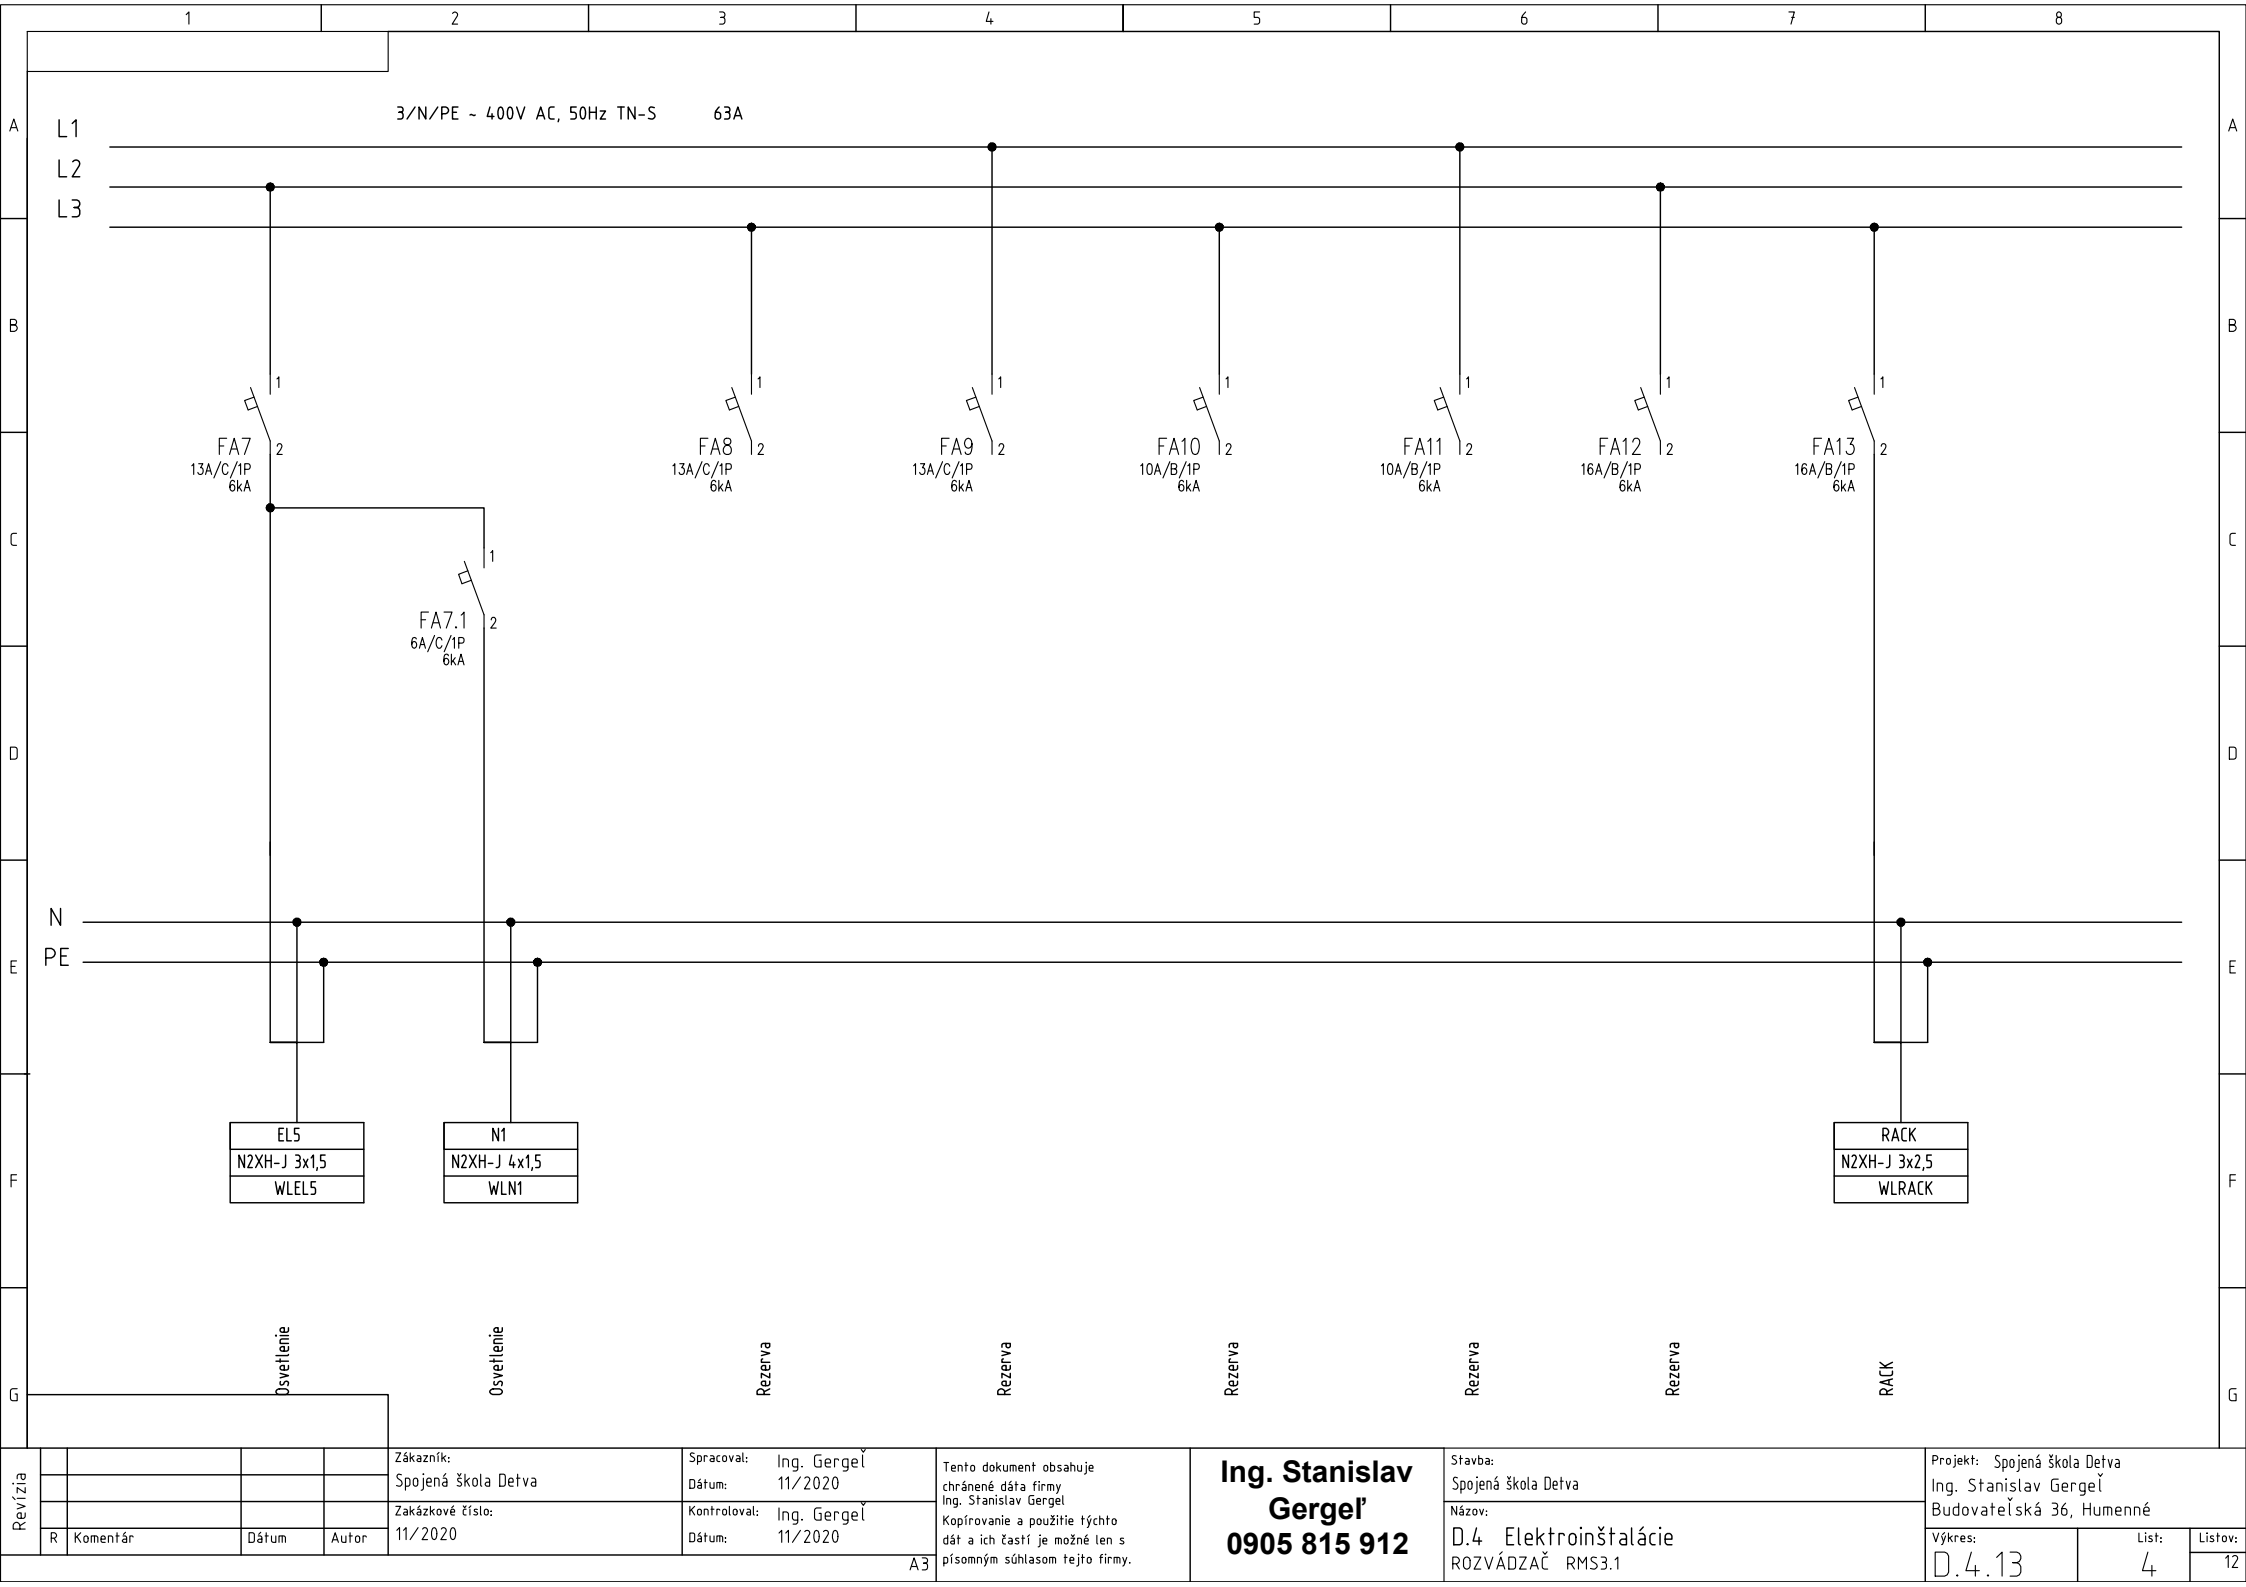 1 2 3 4 5 6 7 8
A A
B B
C C
D D
E E
F F
G G
3/N/PE ~ 400V AC, 50Hz TN-S 63A
L1
L2
L3
1
FA7 2
13A/C/1P
6kA
1
FA7.1 2
6A/C/1P
6kA
1
FA8 2
13A/C/1P
6kA
1
FA9 2
13A/C/1P
6kA
1
FA10 2
10A/B/1P
6kA
1
FA11 2
10A/B/1P
6kA
1
FA12 2
16A/B/1P
6kA
1
FA13 2
16A/B/1P
6kA
N
PE
EL5
N2XH-J 3x1,5
WLEL5
N1
N2XH-J 4x1,5
WLN1
RACK
N2XH-J 3x2,5
WLRACK
Osvetlenie
Osvetlenie
Rezerva
Rezerva
Rezerva
Rezerva
Rezerva
RACK
Revízia
R Komentár Dátum Autor
Zákazník:
Spojená škola Detva
Zakázkové číslo:
11/2020
Spracoval: Ing. Gergeľ
Dátum: 11/2020
Kontroloval: Ing. Gergeľ
Dátum: 11/2020
A3
Tento dokument obsahuje
chránené dáta firmy
Ing. Stanislav Gergel
Kopírovanie a použitie týchto
dát a ich častí je možné len s
písomným súhlasom tejto firmy.
Ing. Stanislav
Gergeľ
0905 815 912
Stavba:
Spojená škola Detva
Názov:
D.4 Elektroinštalácie
ROZVÁDZAČ RMS3.1
Projekt: Spojená škola Detva
Ing. Stanislav Gergeľ
Budovateľská 36, Humenné
Výkres: List: Listov:
D.4.13 4 12